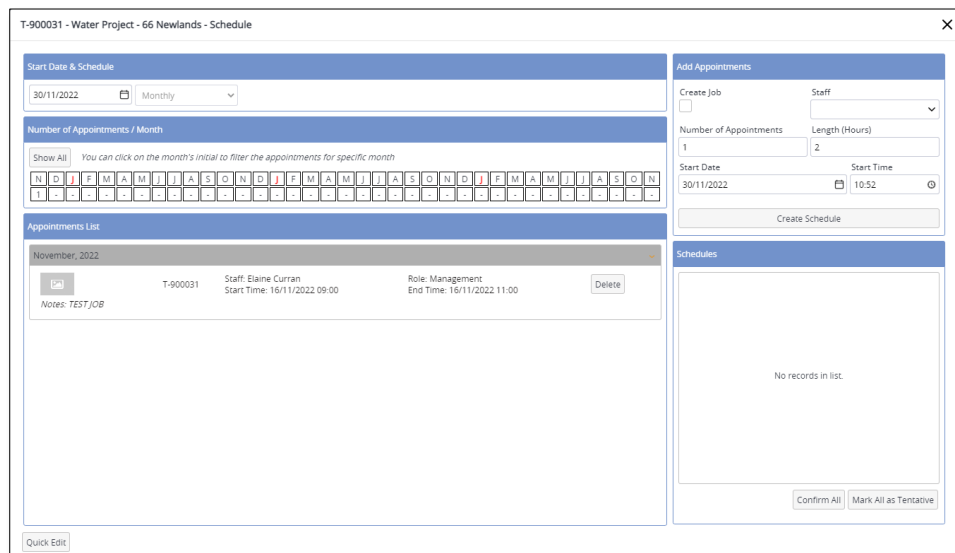 T-900031 - Water Project - 66 Newlands - Schedule
Start Date & Schedule
30/11/2022 Monthly
Number of Appointments / Month
Show All You can click on the month's initial to filter the appointments for specific month
N D J F M A M J J A S O N D J F M A M J J A S O N D J F M A M J J A S O N
1 - - - - - - - - - - - - - - - - - - - - - - - - - - - - - - - - - - - -
Appointments List
November, 2022
T-900031
Staff: Elaine Curran
Start Time: 16/11/2022 09:00
Role: Management
End Time: 16/11/2022 11:00
Delete
Notes: TEST JOB
Quick Edit
Add Appointments
Create Job Staff
Number of Appointments Length (Hours)
1 2
Start Date Start Time
30/11/2022 10:52
Create Schedule
Schedules
No records in list.
Confirm All Mark All as Tentative